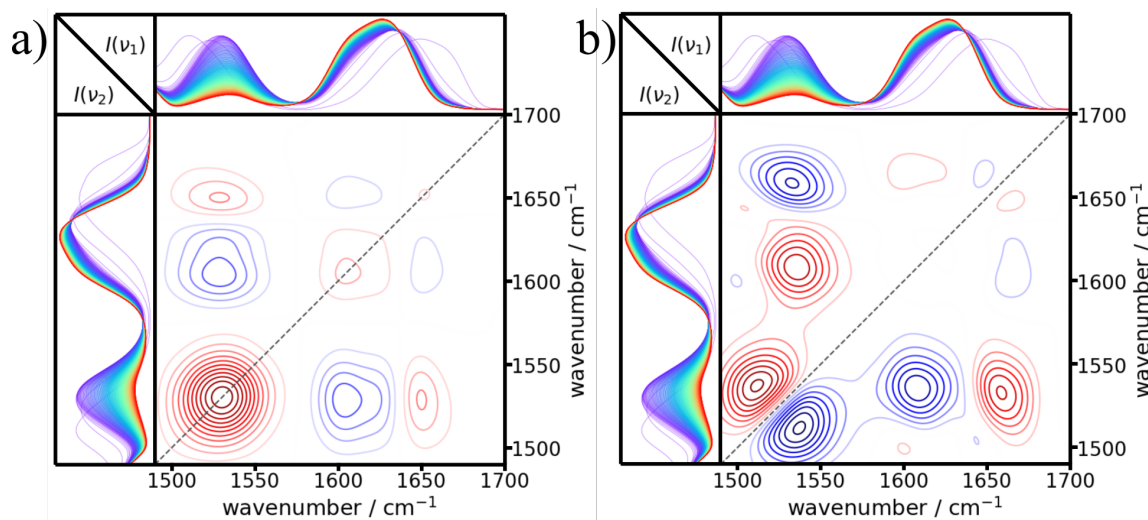 a)
I(ν₁)
I(ν₂)
1700
1650
1600
1550
1500
wavenumber / cm⁻¹
1500 1550 1600 1650 1700
wavenumber / cm⁻¹
b)
I(ν₁)
I(ν₂)
1700
1650
1600
1550
1500
wavenumber / cm⁻¹
1500 1550 1600 1650 1700
wavenumber / cm⁻¹